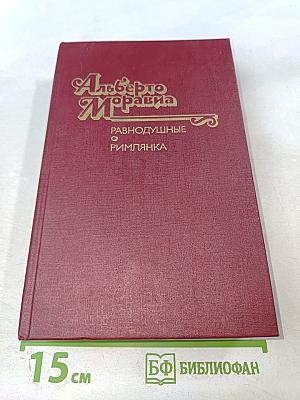 Альберто
Моравиа
РАВНОДУШНЫЕ
РИМЛЯНКА
15 см
БФ БИБЛИОФАН